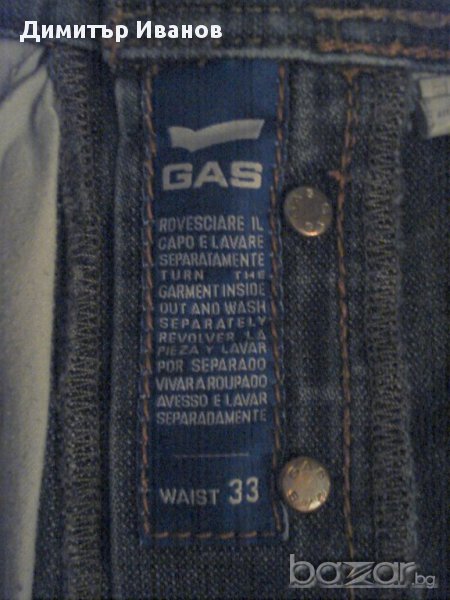 Димитър Иванов
GAS
ROVESCIARE IL
CAPO E LAVARE
SEPARATAMENTE
TURN THE
GARMENT INSIDE
OUT AND WASH
SEPARATELY
REVOLVER LA
PIEZA Y LAVAR
POR SEPARADO
VIVAR A ROUPADO
AVESSO E LAVAR
SEPARADAMENTE
WAIST 33
bazar.bg